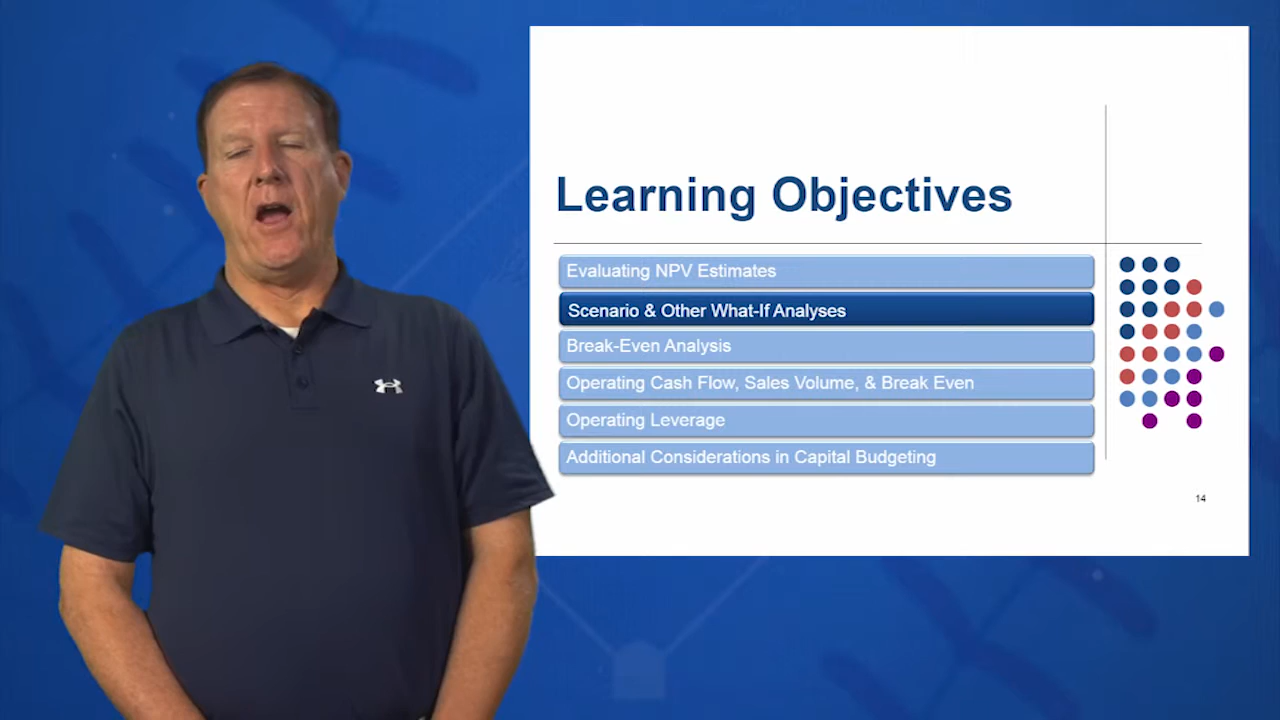 Learning Objectives
Evaluating NPV Estimates
Scenario & Other What-If Analyses
Break-Even Analysis
Operating Cash Flow, Sales Volume, & Break Even
Operating Leverage
Additional Considerations in Capital Budgeting
14